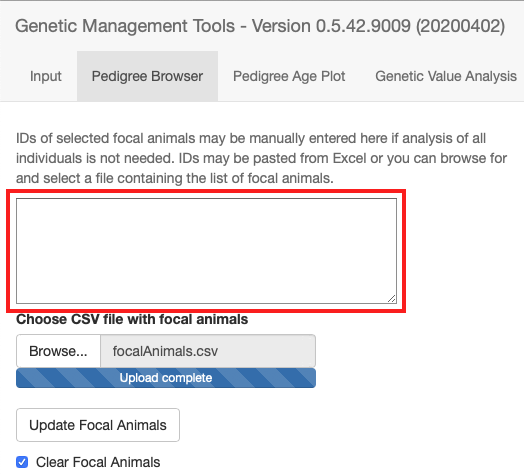 Genetic Management Tools - Version 0.5.42.9009 (20200402)
Input Pedigree Browser Pedigree Age Plot Genetic Value Analysis
IDs of selected focal animals may be manually entered here if analysis of all
individuals is not needed. IDs may be pasted from Excel or you can browse for
and select a file containing the list of focal animals.
Choose CSV file with focal animals
Browse... focalAnimals.csv
Upload complete
Update Focal Animals
Clear Focal Animals